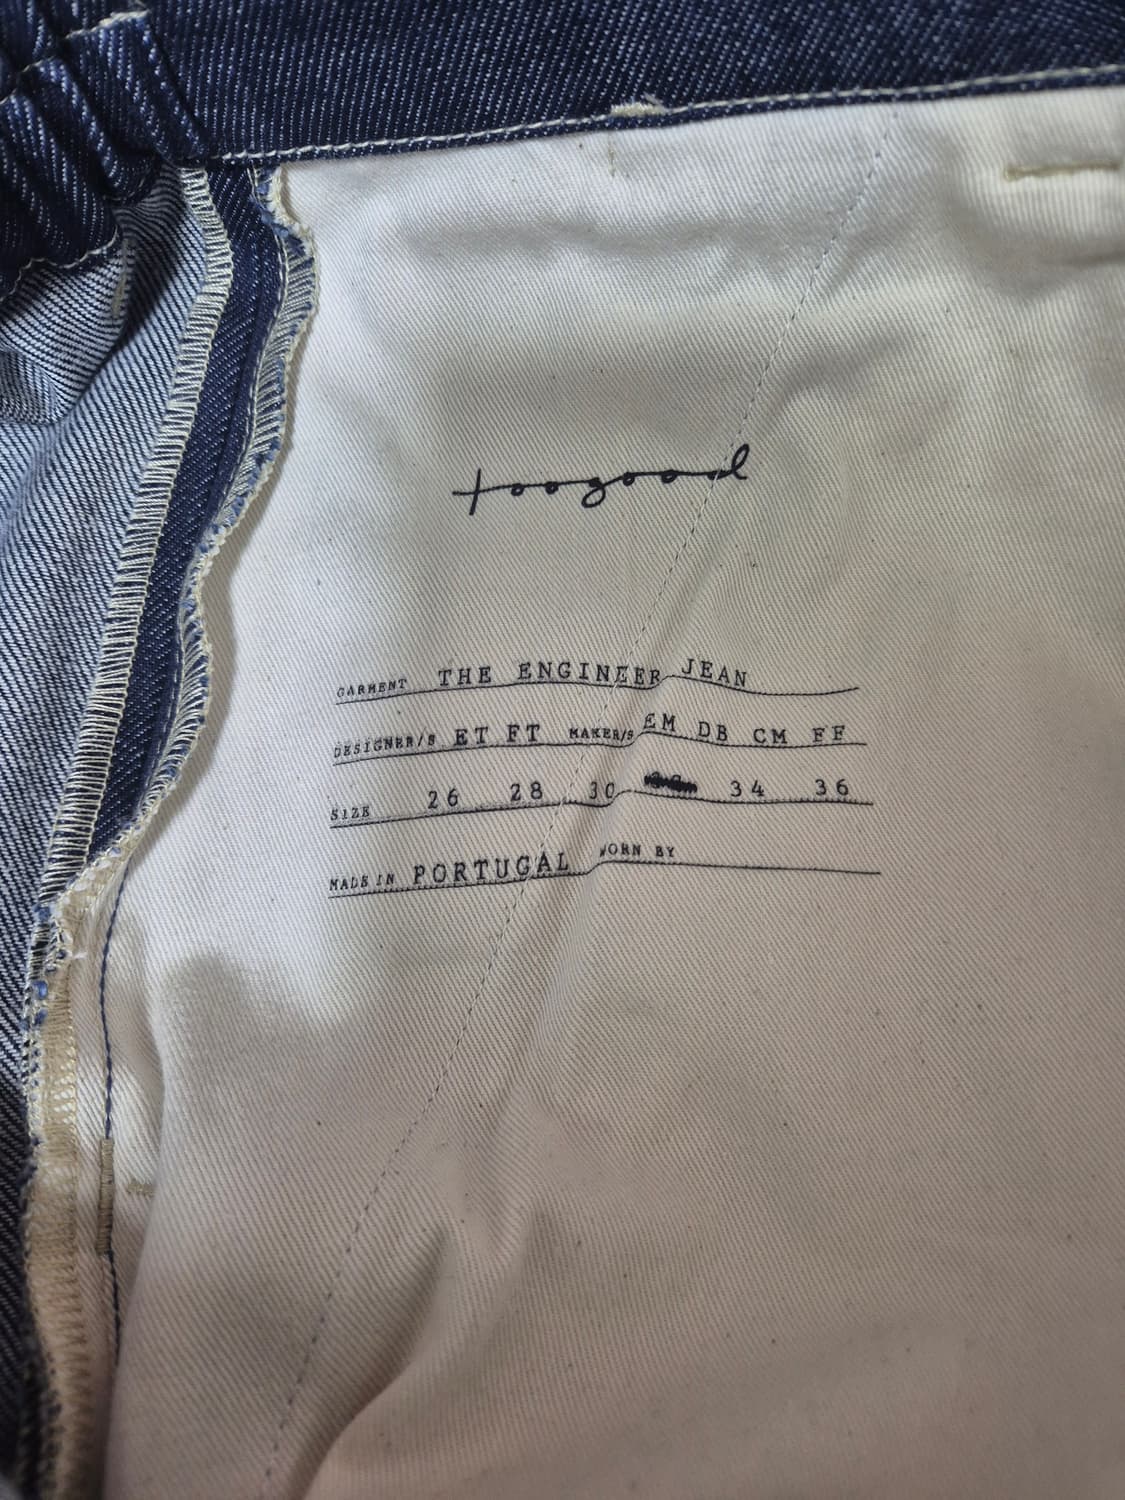 toogood
GARMENT THE ENGINEER JEAN
DESIGNER/S ET FT MAKER/S EM DB CM FF
SIZE 26 28 30 34 36
MADE IN PORTUGAL WORN BY